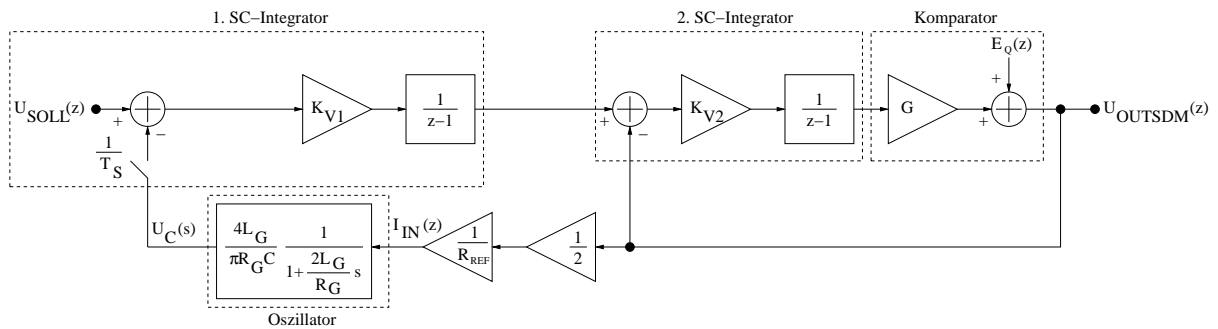 1. SC−Integrator
2. SC−Integrator
Komparator
E_Q(z)
+
U_SOLL(z)
+
−
K_V1
1
z−1
+
−
K_V2
1
z−1
G
+
U_OUTSDM(z)
1
T_S
U_C(s)
4L_G
πR_GC
1
1+
2L_G
R_G
s
I_IN(z)
1
R_REF
1
2
Oszillator